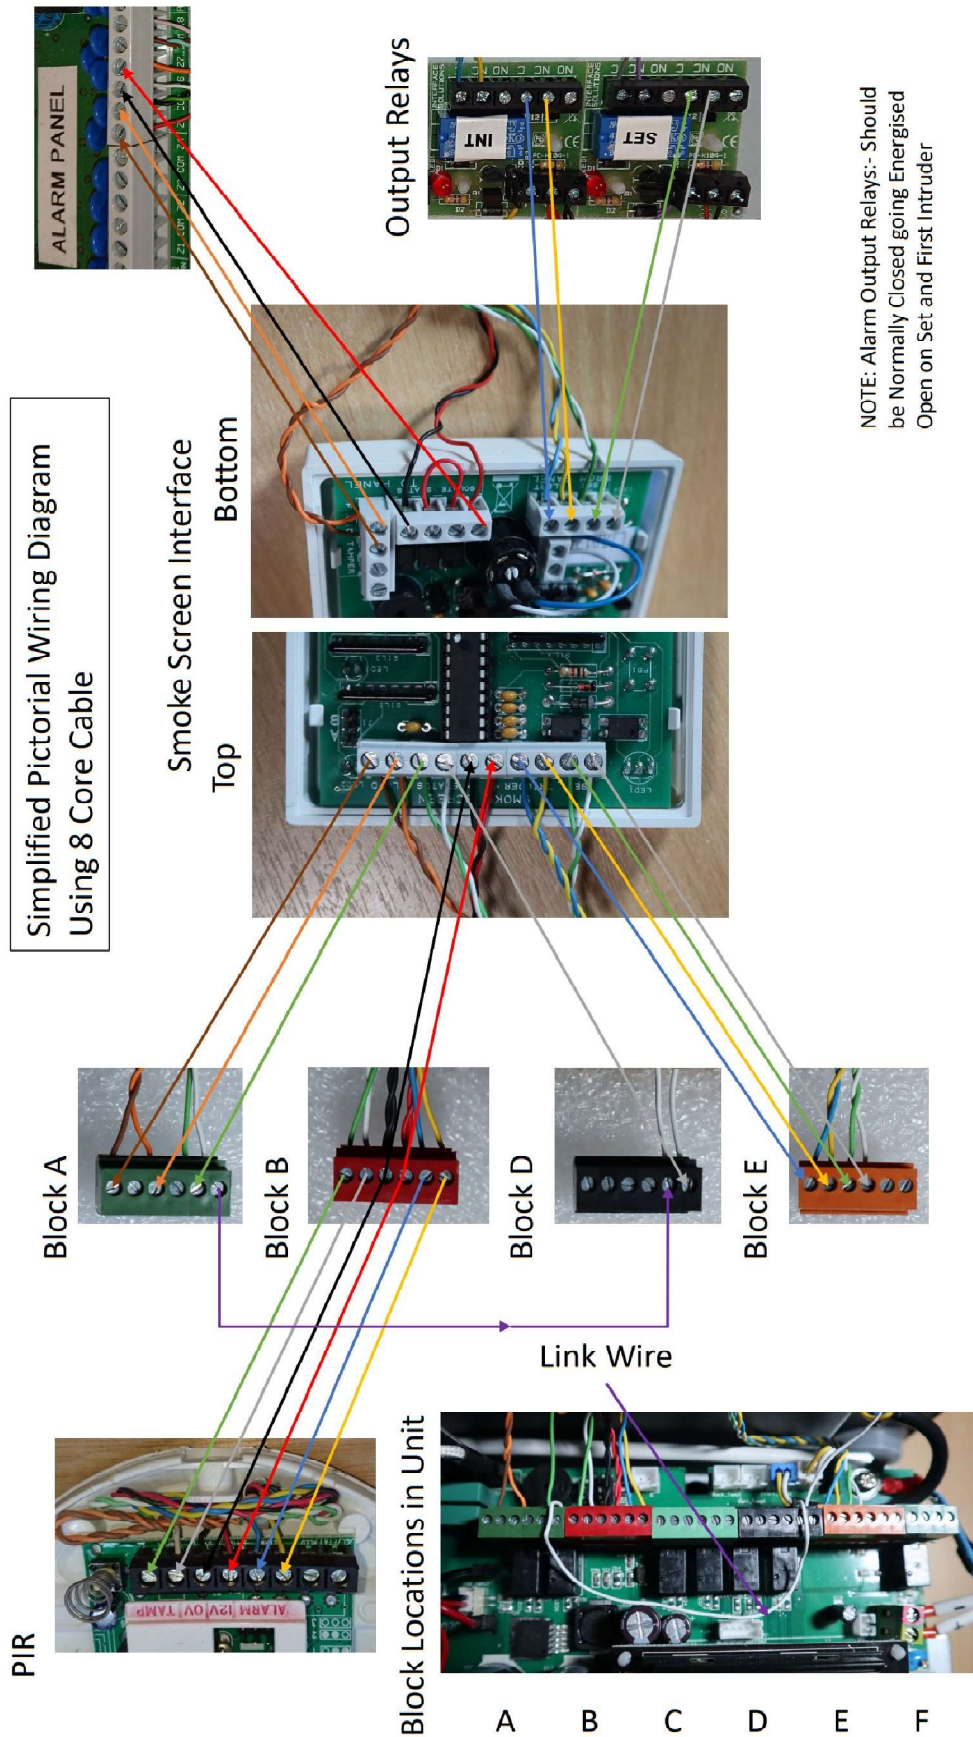 Simplified Pictorial Wiring Diagram
Using 8 Core Cable
Smoke Screen Interface
Top
Bottom
ALARM PANEL
Output Relays
INT
SET
Block A
Block B
Block D
Block E
PIR
TAMP
0V
12V
ALARM
Link Wire
Block Locations in Unit
A
B
C
D
E
F
NOTE: Alarm Output Relays:- Should
be Normally Closed going Energised
Open on Set and First Intruder